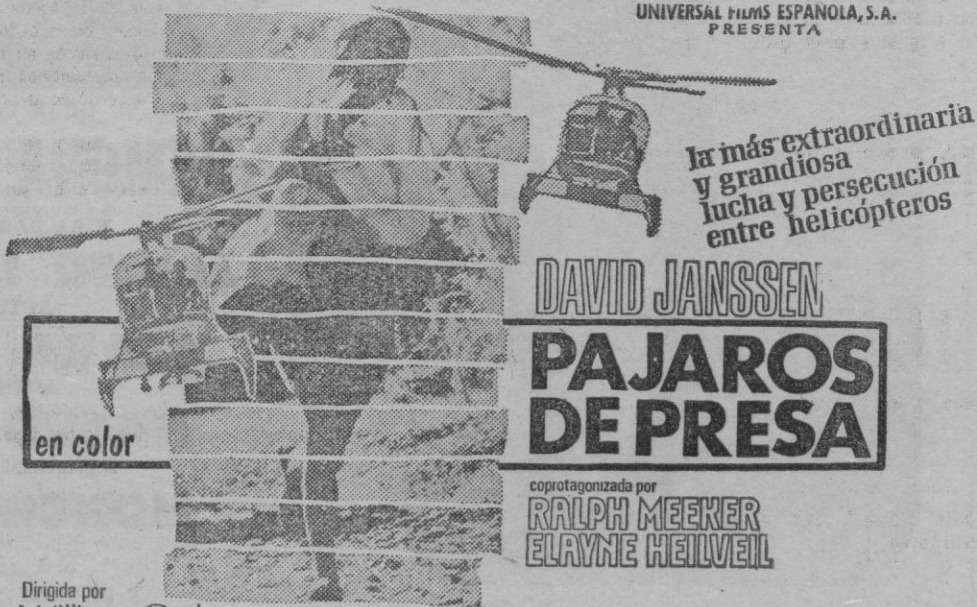 UNIVERSAL FILMS ESPAÑOLA, S.A.
PRESENTA
la más extraordinaria
y grandiosa
lucha y persecución
entre helicópteros
DAVID JANSSEN
PAJAROS
DE PRESA
en color
coprotagonizada por
RALPH MEEKER
ELAYNE HEILVEIL
Dirigida por